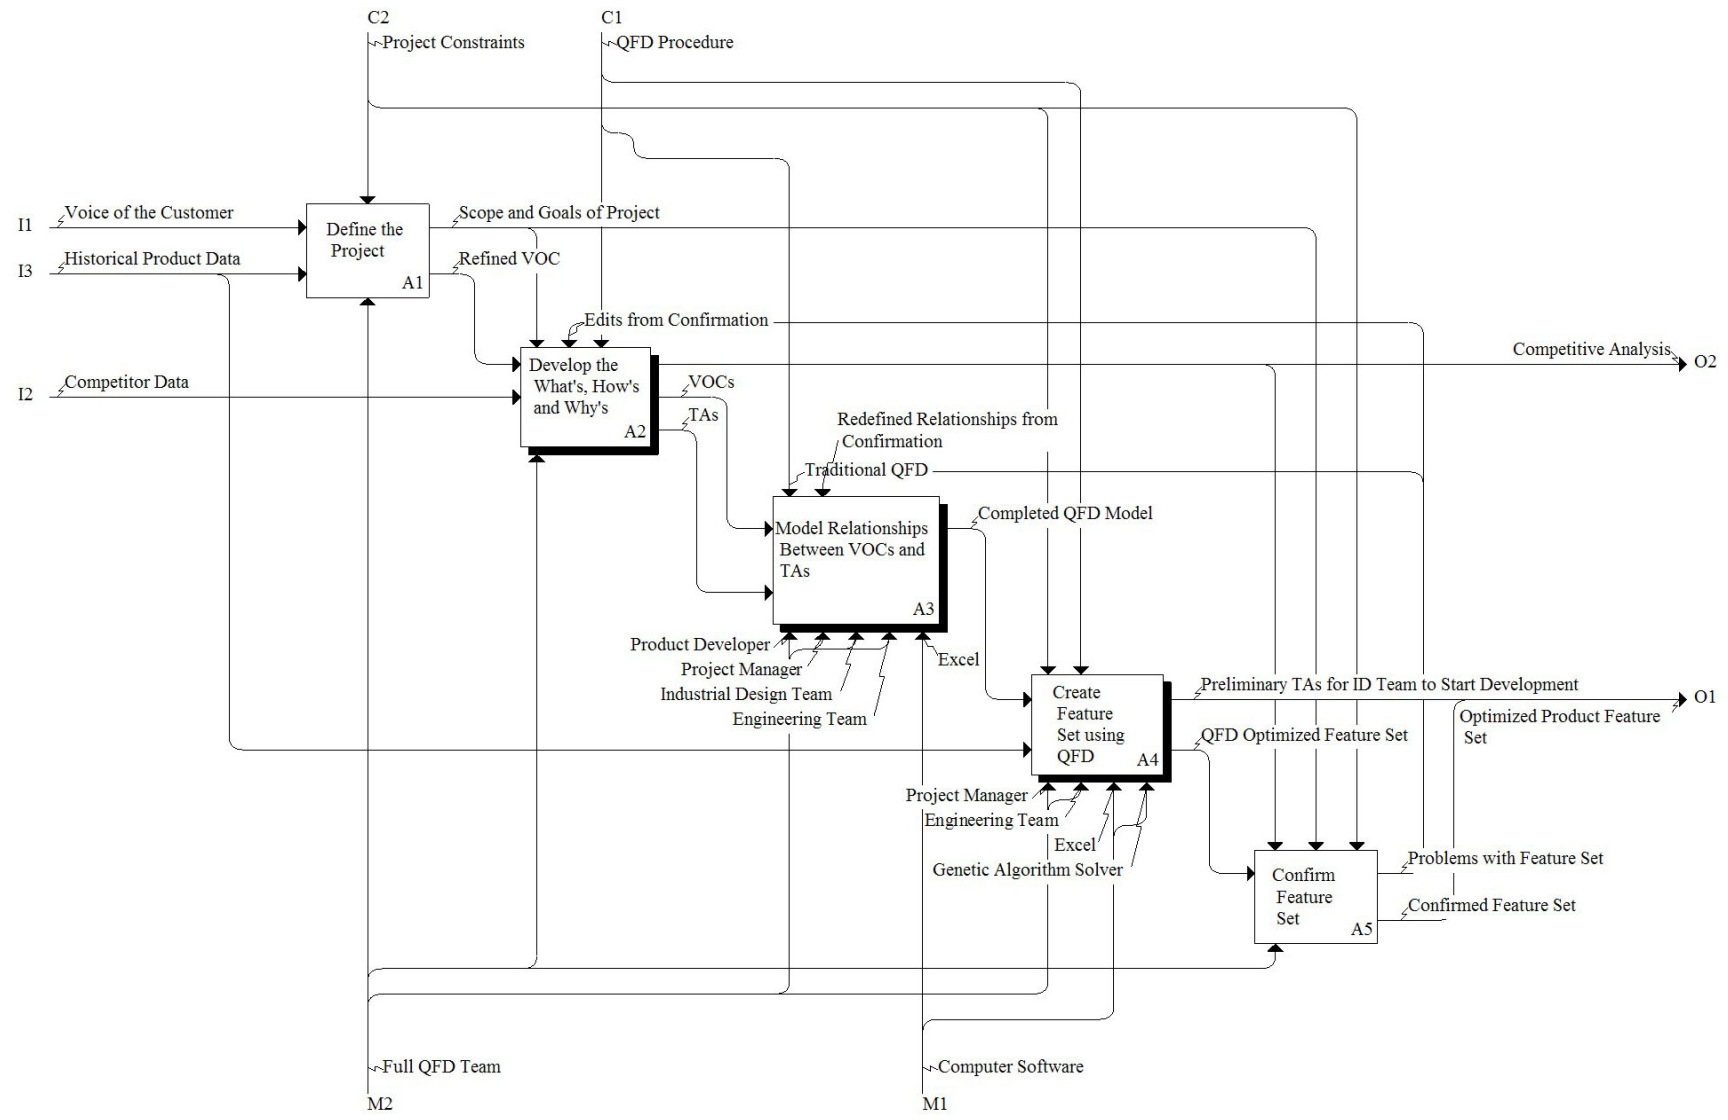 C2
C1
Project Constraints
QFD Procedure
I1
Voice of the Customer
Scope and Goals of Project
Define the
Project
A1
I3
Historical Product Data
Refined VOC
Edits from Confirmation
Develop the
What's, How's
and Why's
A2
I2
Competitor Data
Competitive Analysis
O2
VOCs
TAs
Redefined Relationships from
Confirmation
Traditional QFD
Model Relationships
Between VOCs and
TAs
A3
Completed QFD Model
Product Developer
Project Manager
Industrial Design Team
Engineering Team
Excel
Create
Feature
Set using
QFD
A4
Preliminary TAs for ID Team to Start Development
O1
Optimized Product Feature
Set
QFD Optimized Feature Set
Project Manager
Engineering Team
Excel
Genetic Algorithm Solver
Confirm
Feature
Set
A5
Problems with Feature Set
Confirmed Feature Set
Full QFD Team
Computer Software
M2
M1